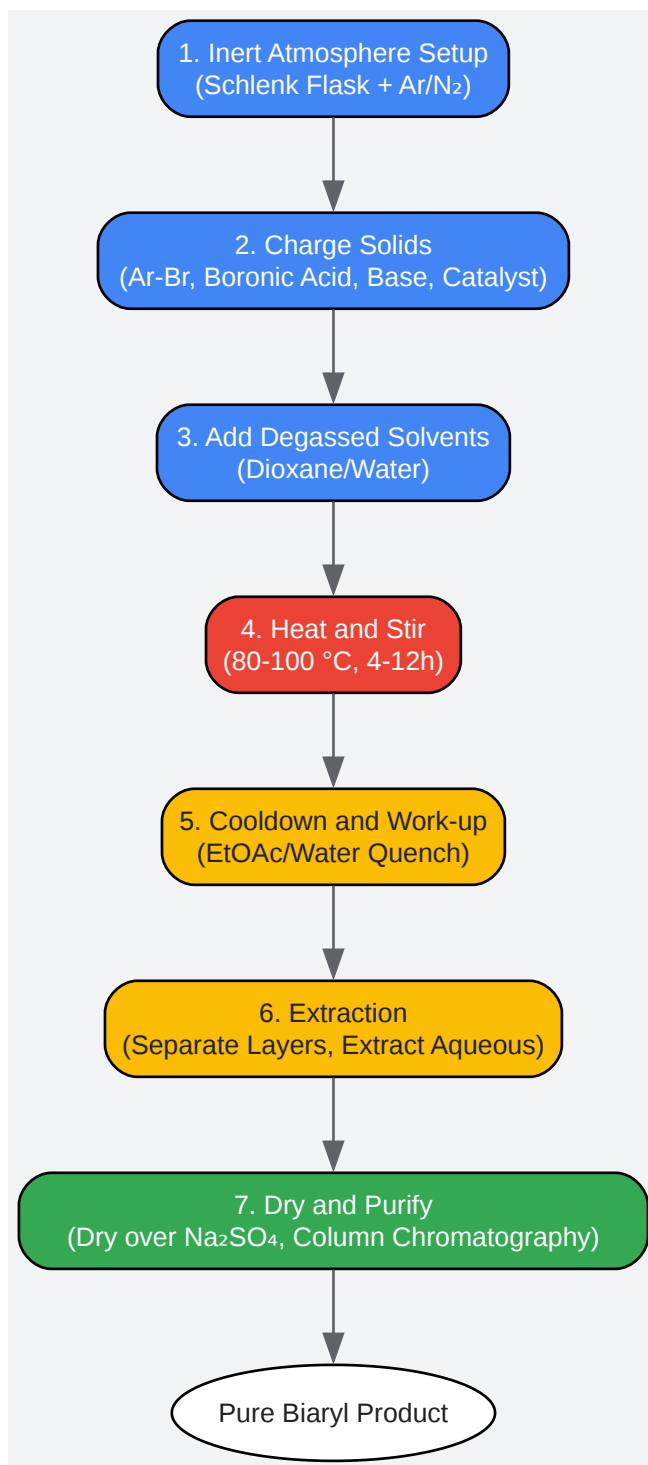 1. Inert Atmosphere Setup
(Schlenk Flask + Ar/N₂)
2. Charge Solids
(Ar-Br, Boronic Acid, Base, Catalyst)
3. Add Degassed Solvents
(Dioxane/Water)
4. Heat and Stir
(80-100 °C, 4-12h)
5. Cooldown and Work-up
(EtOAc/Water Quench)
6. Extraction
(Separate Layers, Extract Aqueous)
7. Dry and Purify
(Dry over Na₂SO₄, Column Chromatography)
Pure Biaryl Product